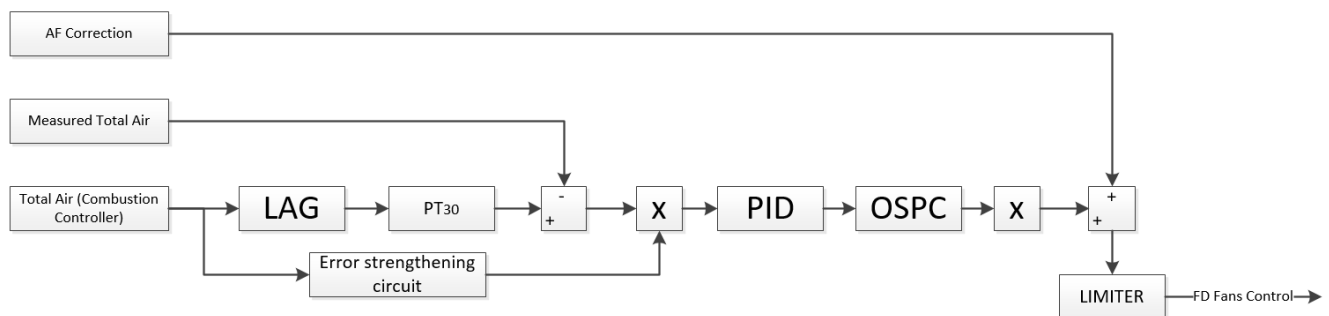 AF Correction
Measured Total Air
Total Air (Combustion
Controller)
LAG
PT30
-
+
X
PID
OSPC
X
+
+
Error strengthening
circuit
LIMITER
FD Fans Control